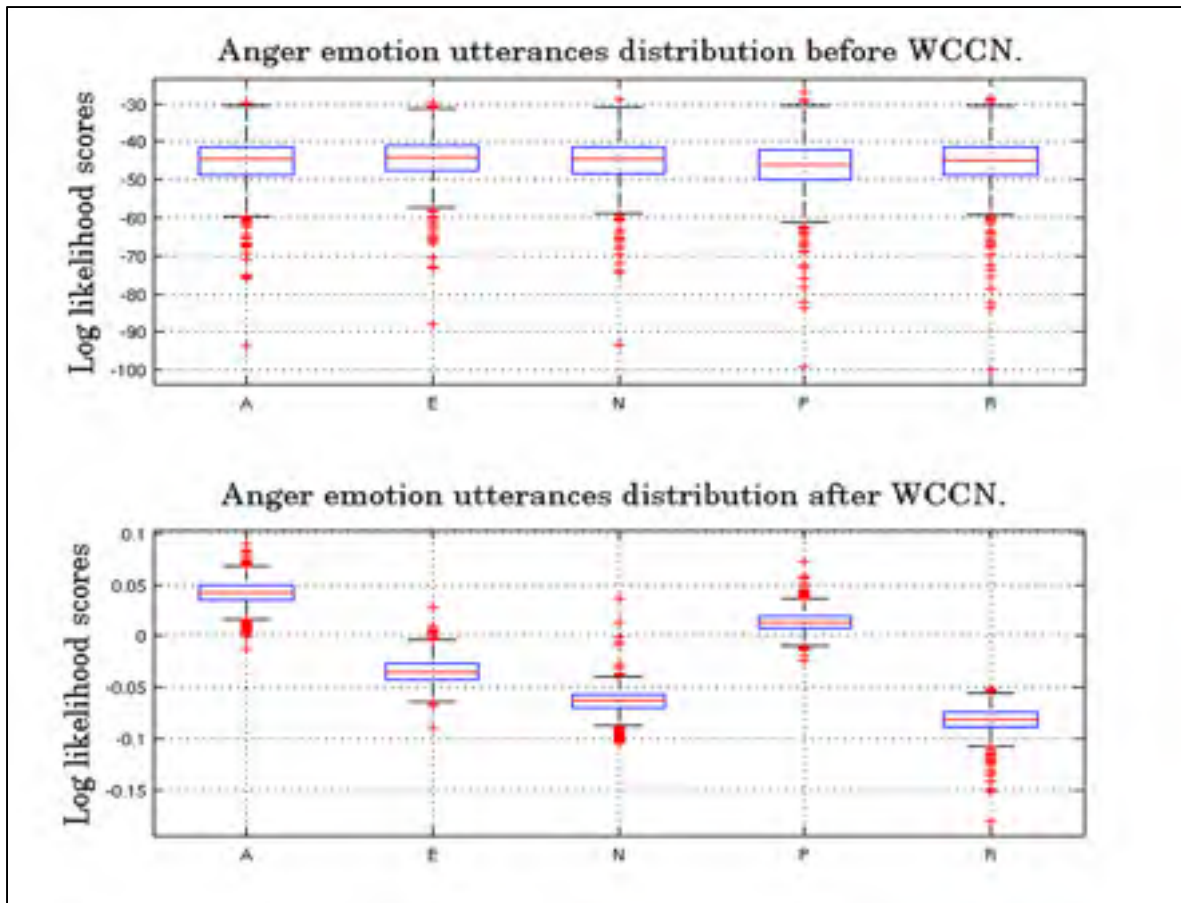 Anger emotion utterances distribution before WCCN.
Log likelihood scores
-30
-40
-50
-60
-70
-80
-90
-100
A E N P R
Anger emotion utterances distribution after WCCN.
Log likelihood scores
0.1
0.05
0
-0.05
-0.1
-0.15
A E N P R